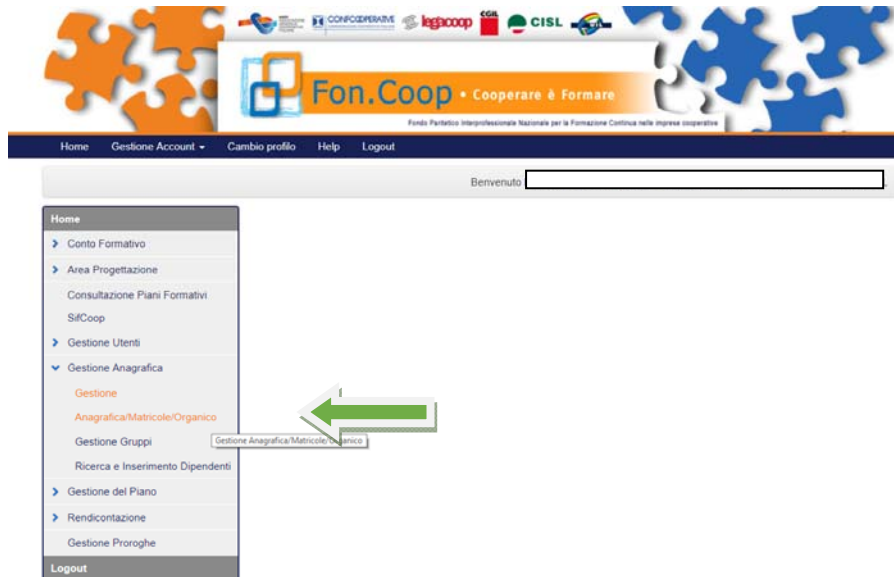 CONFCOOPERATIVE legacoop CGIL CISL UIL
Fon.Coop • Cooperare è Formare
Fondo Paritetico Interprofessionale Nazionale per la Formazione Continua nelle imprese cooperative
Home Gestione Account Cambio profilo Help Logout
Benvenuto
Home
Conto Formativo
Area Progettazione
Consultazione Piani Formativi
SifCoop
Gestione Utenti
Gestione Anagrafica
Gestione
Anagrafica/Matricole/Organico
Gestione Gruppi
Gestione Anagrafica/Matricole/Organico
Ricerca e Inserimento Dipendenti
Gestione del Piano
Rendicontazione
Gestione Proroghe
Logout